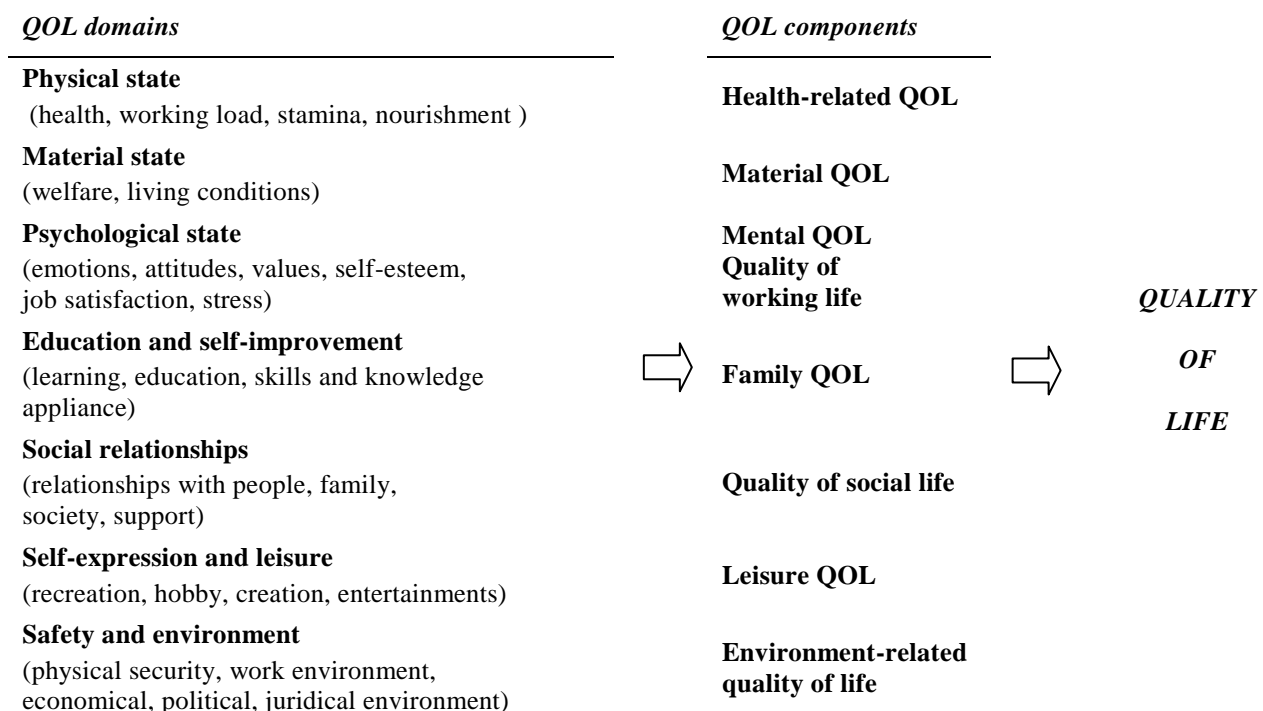 QOL domains
Physical state
(health, working load, stamina, nourishment )
Material state
(welfare, living conditions)
Psychological state
(emotions, attitudes, values, self-esteem,
job satisfaction, stress)
Education and self-improvement
(learning, education, skills and knowledge
appliance)
Social relationships
(relationships with people, family,
society, support)
Self-expression and leisure
(recreation, hobby, creation, entertainments)
Safety and environment
(physical security, work environment,
economical, political, juridical environment)
QOL components
Health-related QOL
Material QOL
Mental QOL
Quality of
working life
Family QOL
Quality of social life
Leisure QOL
Environment-related
quality of life
QUALITY
OF
LIFE